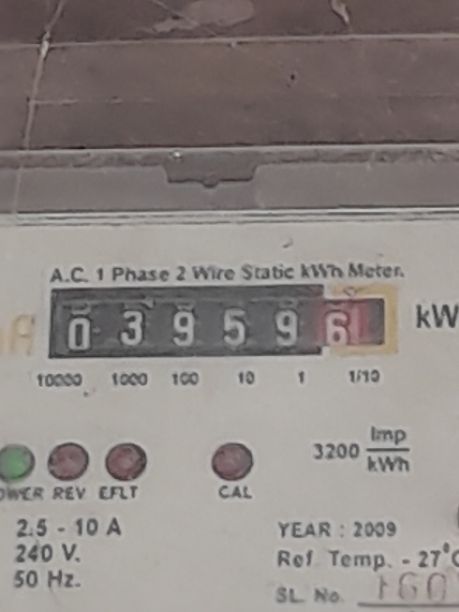 A.C. 1 Phase 2 Wire Static kWh Meter.
0 3 9 5 9 6 kW
10000 1000 100 10 1 1/10
3200 Imp/kWh
REV EFLT CAL
2.5 - 10 A
240 V.
50 Hz.
YEAR : 2009
Ref. Temp. - 27°C
SL. No.